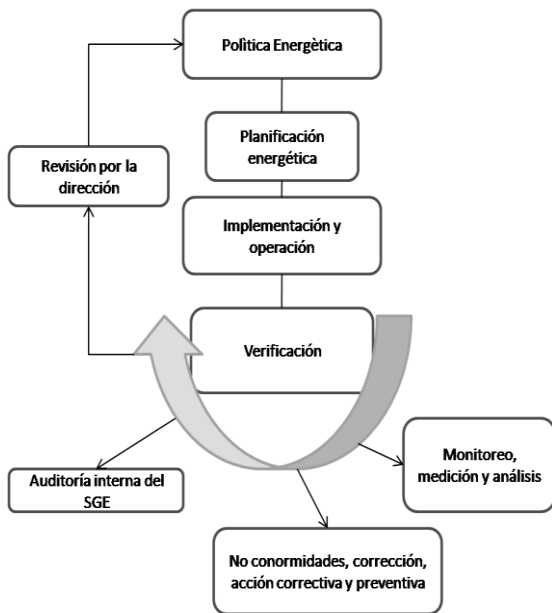 Polìtica Energètica
Planificación
energética
Revisión por la
dirección
Implementación y
operación
Verificación
Monitoreo,
medición y análisis
Auditoría interna del
SGE
No conormidades, corrección,
acción correctiva y preventiva